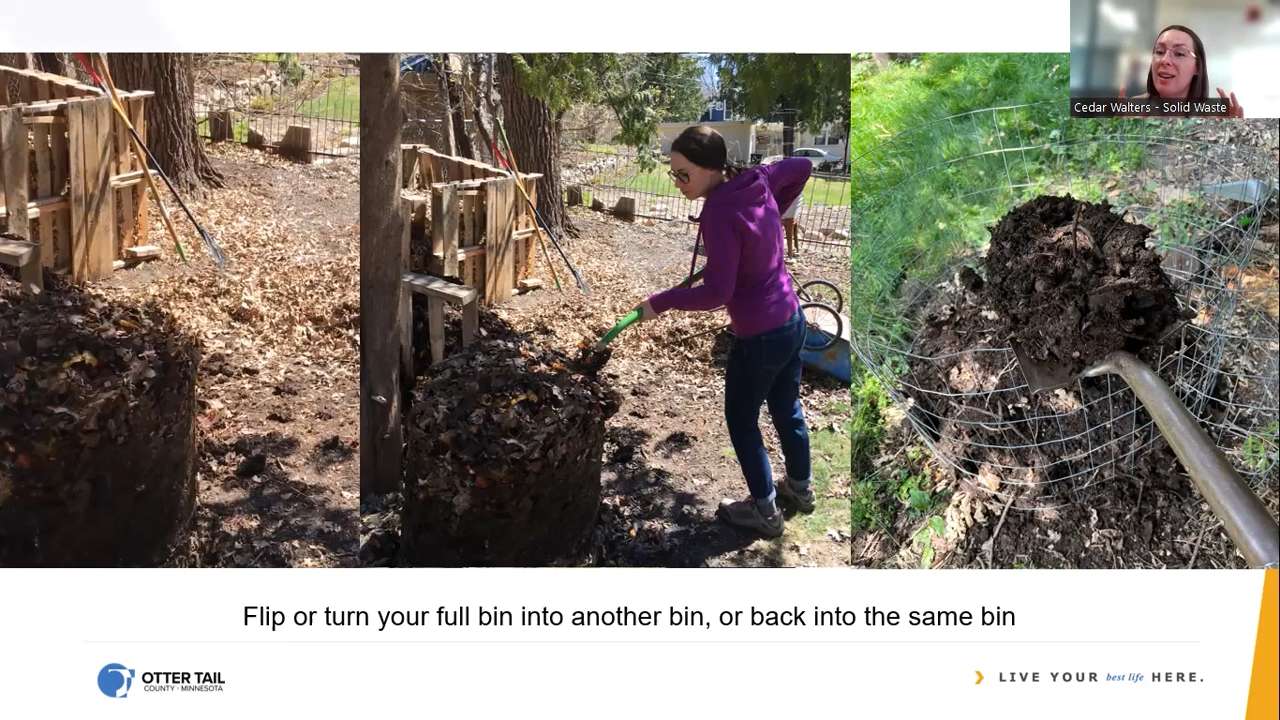 Cedar Walters - Solid Waste
Flip or turn your full bin into another bin, or back into the same bin
OTTER TAIL
COUNTY · MINNESOTA
LIVE YOUR best life HERE.